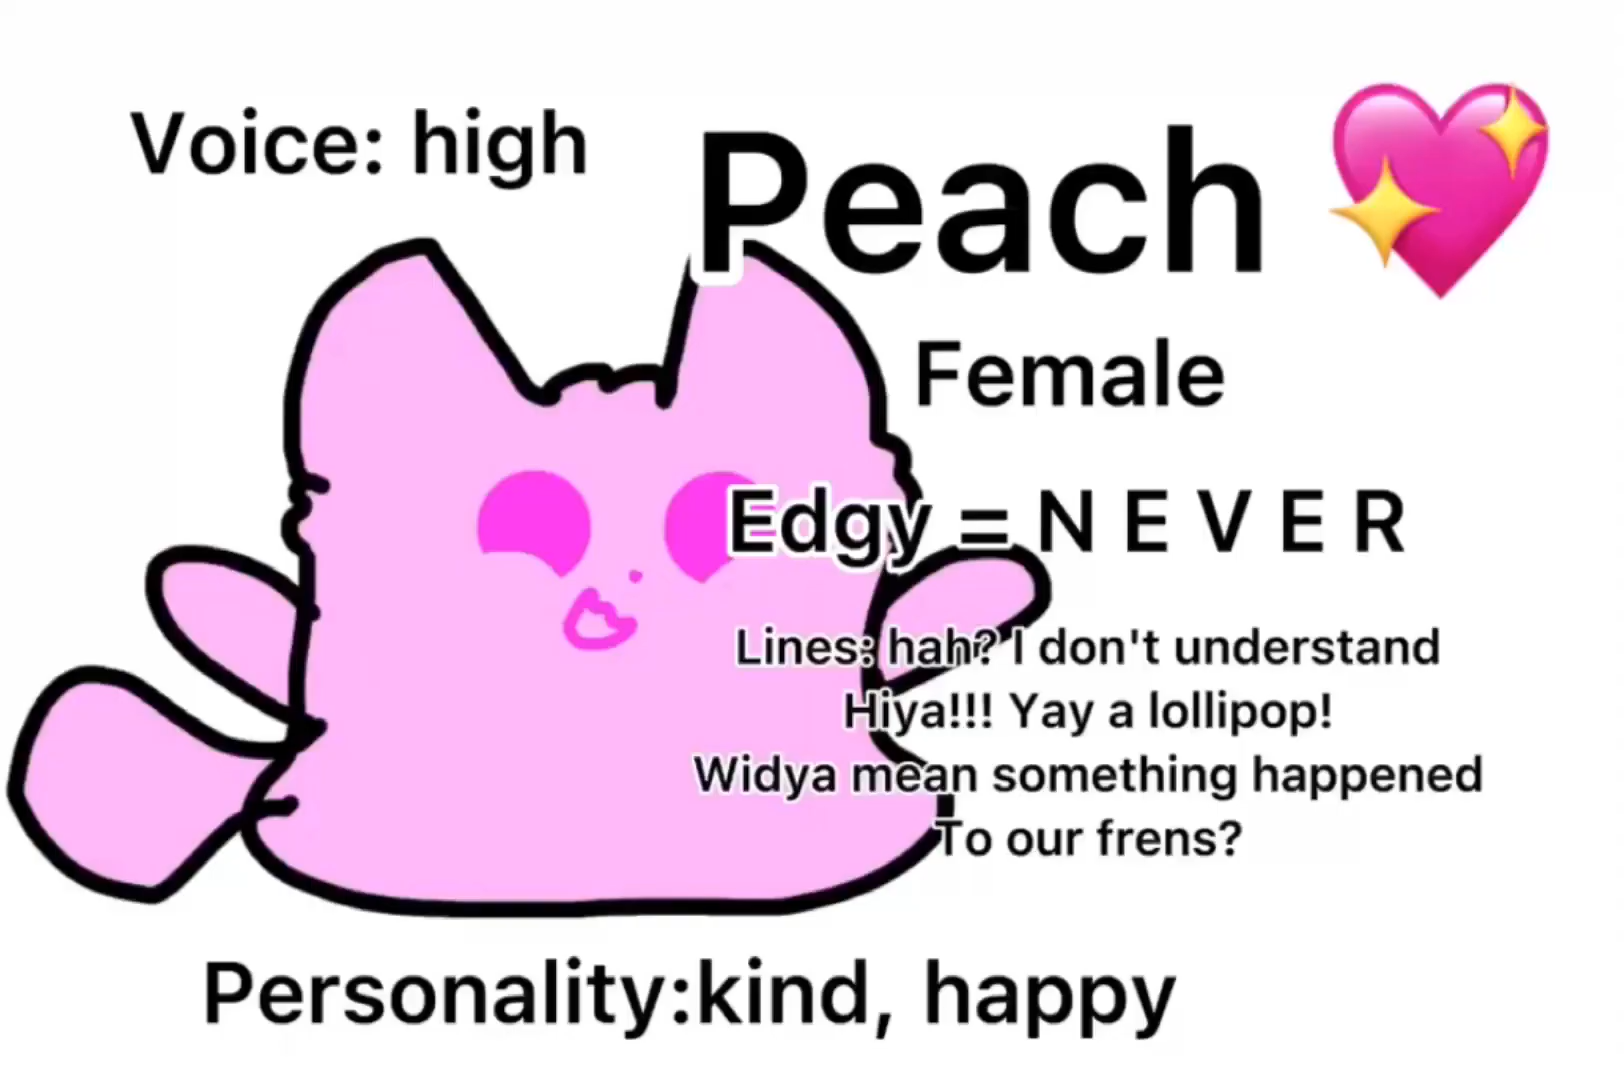 Voice: high
Peach 💖
Female
Edgy = N E V E R
Lines: hah? I don't understand
Hiya!!! Yay a lollipop!
Widya mean something happened
To our frens?
Personality:kind, happy